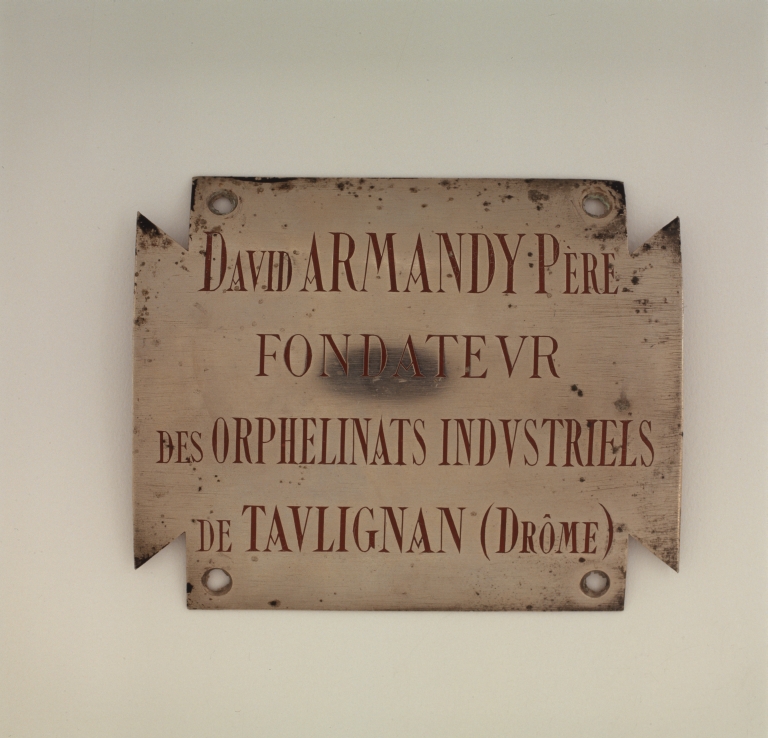 DAVID ARMANDY PÈRE
FONDATEVR
DES ORPHELINATS INDVSTRIELS
DE TAVLIGNAN (DRÔME)